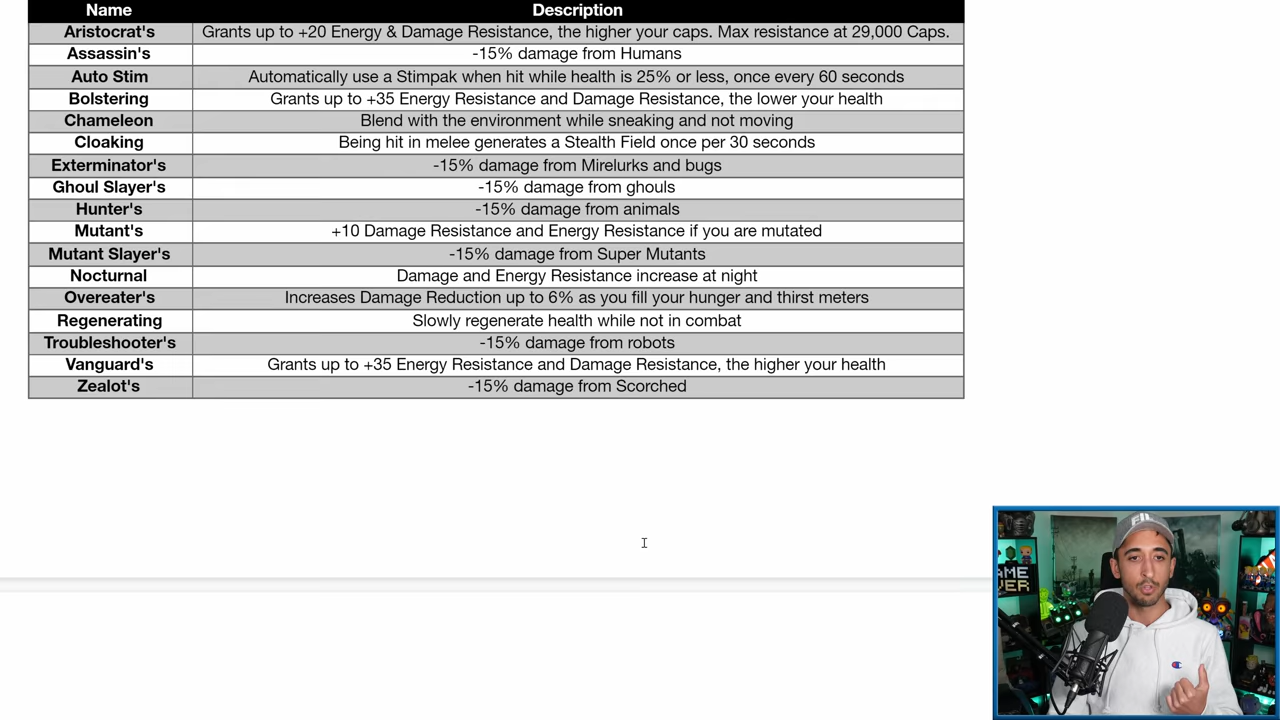 Name Description
Aristocrat's Grants up to +20 Energy & Damage Resistance, the higher your caps. Max resistance at 29,000 Caps.
Assassin's -15% damage from Humans
Auto Stim Automatically use a Stimpak when hit while health is 25% or less, once every 60 seconds
Bolstering Grants up to +35 Energy Resistance and Damage Resistance, the lower your health
Chameleon Blend with the environment while sneaking and not moving
Cloaking Being hit in melee generates a Stealth Field once per 30 seconds
Exterminator's -15% damage from Mirelurks and bugs
Ghoul Slayer's -15% damage from ghouls
Hunter's -15% damage from animals
Mutant's +10 Damage Resistance and Energy Resistance if you are mutated
Mutant Slayer's -15% damage from Super Mutants
Nocturnal Damage and Energy Resistance increase at night
Overeater's Increases Damage Reduction up to 6% as you fill your hunger and thirst meters
Regenerating Slowly regenerate health while not in combat
Troubleshooter's -15% damage from robots
Vanguard's Grants up to +35 Energy Resistance and Damage Resistance, the higher your health
Zealot's -15% damage from Scorched